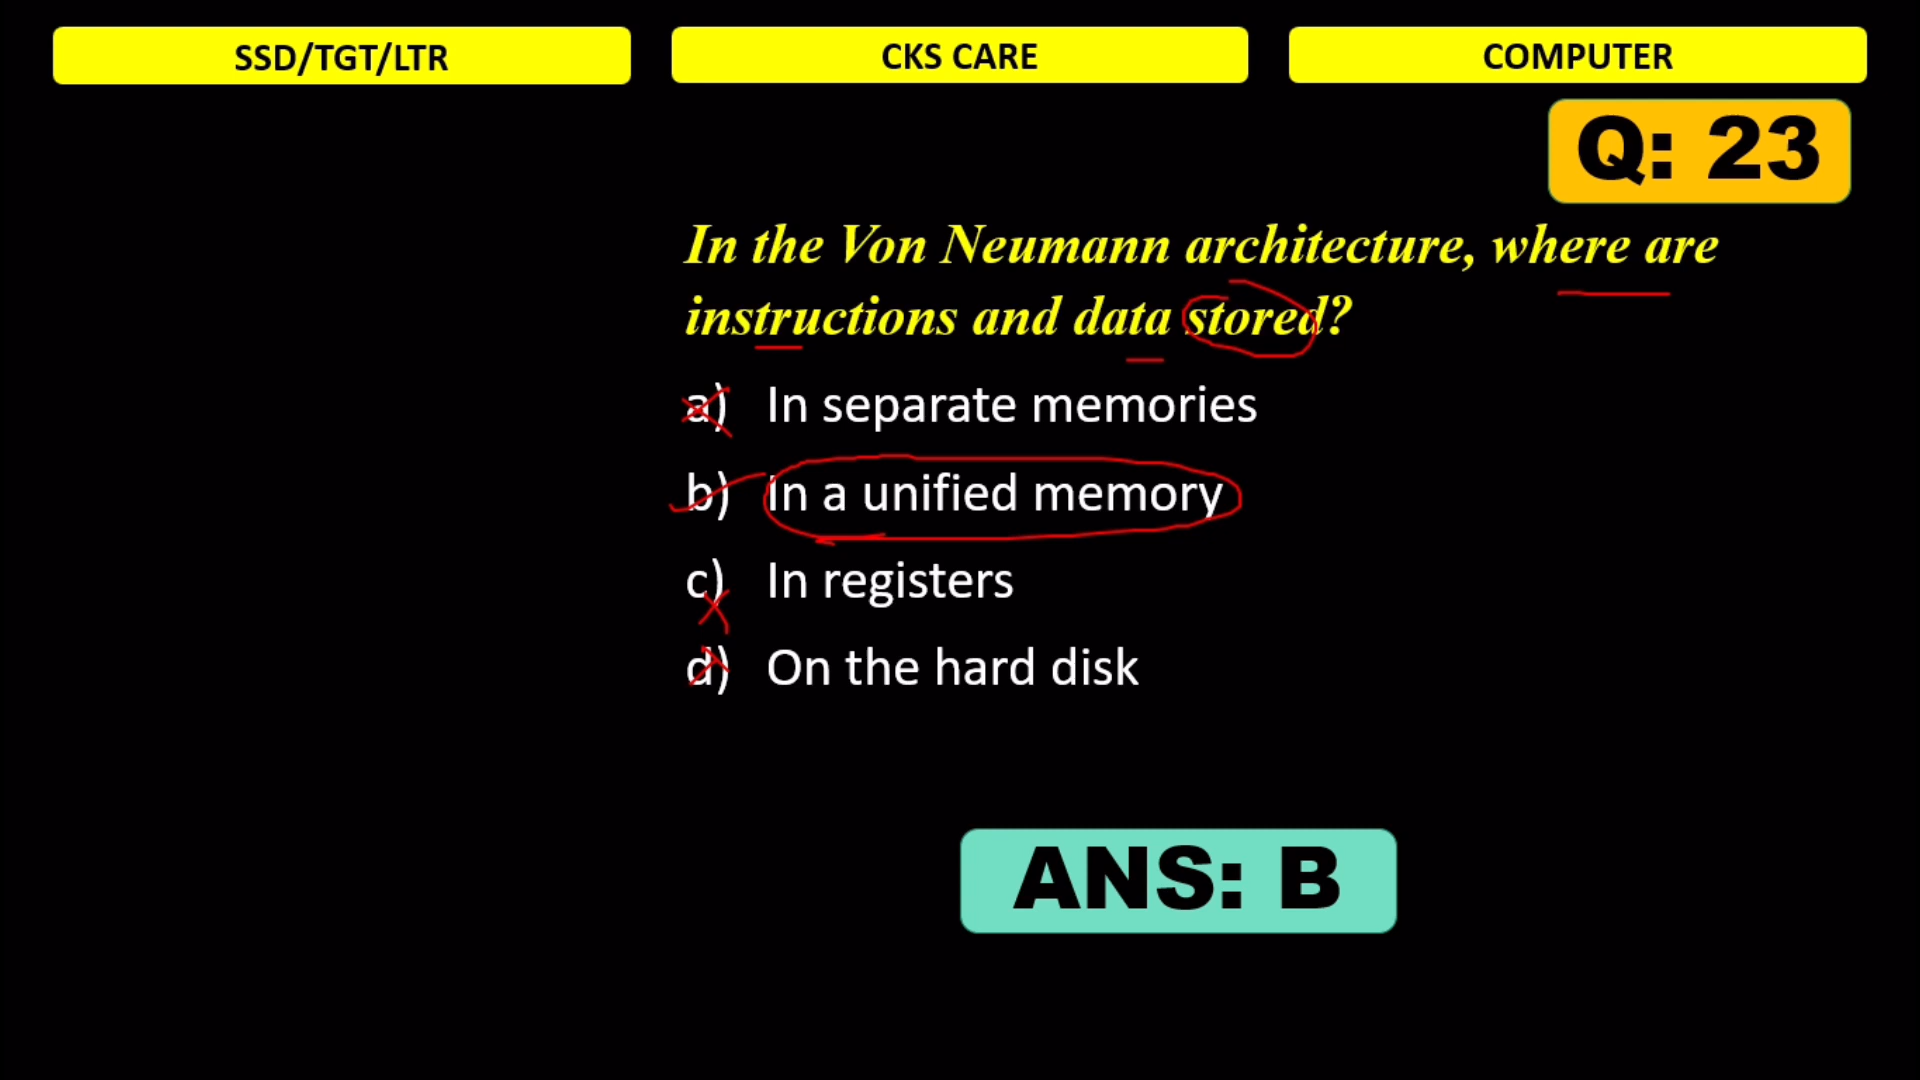 SSD/TGT/LTR
CKS CARE
COMPUTER
Q: 23
In the Von Neumann architecture, where are
instructions and data stored?
a) In separate memories
b) In a unified memory
c) In registers
d) On the hard disk
ANS: B